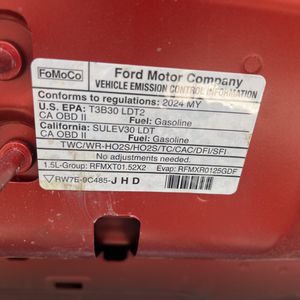 FoMoCo
Ford Motor Company
VEHICLE EMISSION CONTROL INFORMATION
Conforms to regulations: 2024 MY
U.S. EPA: T3B30 LDT2
CA OBD II Fuel: Gasoline
California: SULEV30 LDT
CA OBD II Fuel: Gasoline
TWC/WR-HO2S/HO2S/TC/CAC/DFI/SFI
No adjustments needed.
1.5L-Group: RFMXT01.52X2 Evap: RFMXR0125GDF
RW7E-9C485-JHD